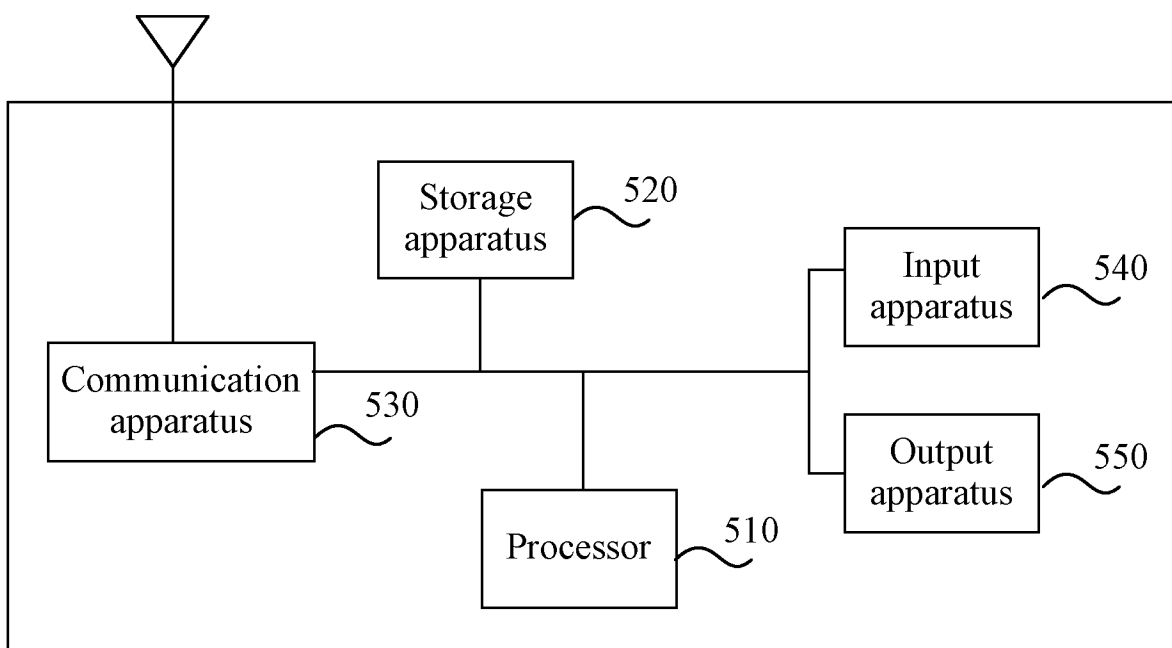 Storage
apparatus
520
Input
apparatus
540
Communication
apparatus
530
Output
apparatus
550
Processor
510